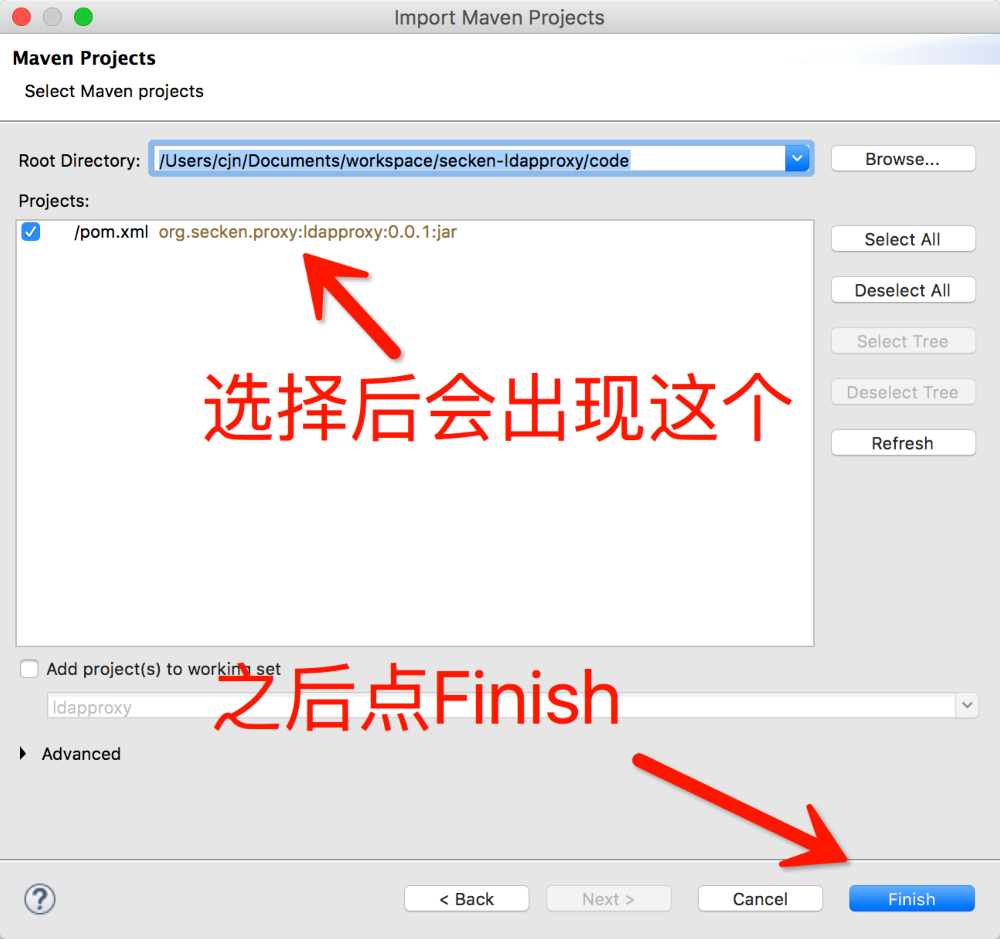 Import Maven Projects
Maven Projects
Select Maven projects
Root Directory: /Users/cjn/Documents/workspace/secken-ldapproxy/code Browse...
Projects:
/pom.xml org.secken.proxy:ldapproxy:0.0.1:jar
Select All
Deselect All
Select Tree
选择后会出现这个
Deselect Tree
Refresh
Add project(s) to working set
之后点Finish
ldapproxy
Advanced
? < Back Next > Cancel Finish